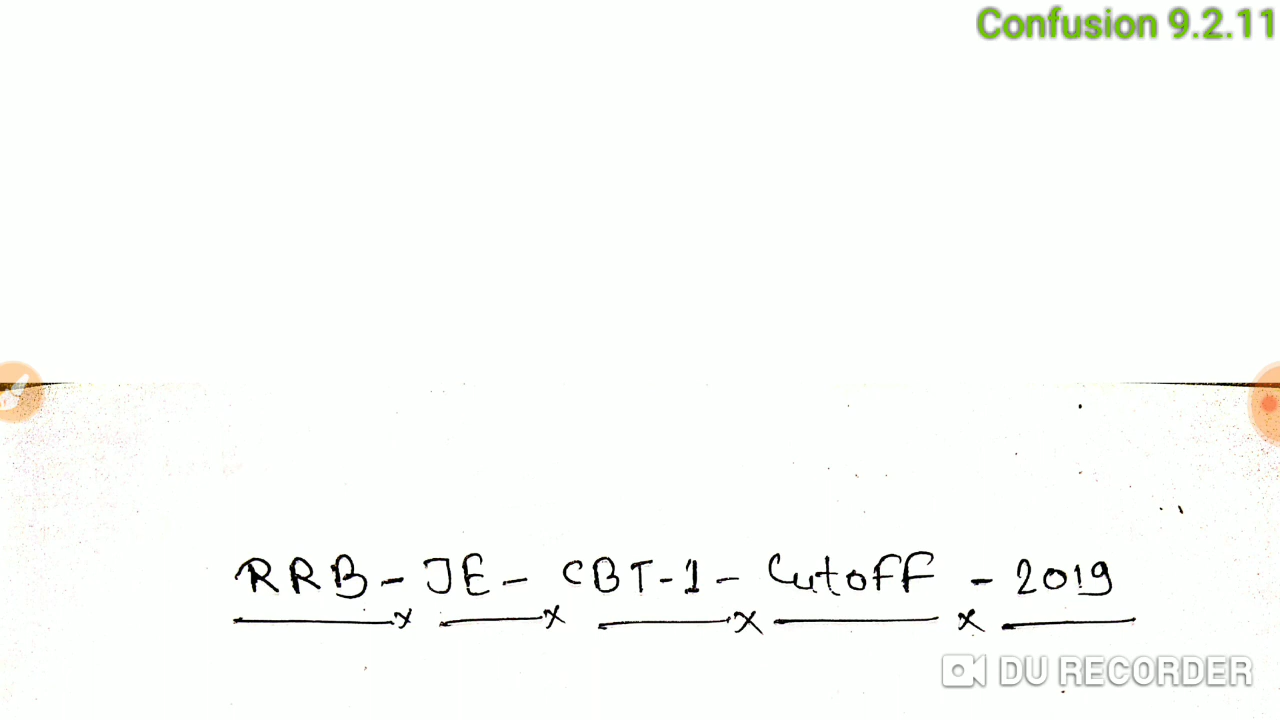 Confusion 9.2.11
RRB - JE - CBT-1 - Cutoff - 2019
DU RECORDER